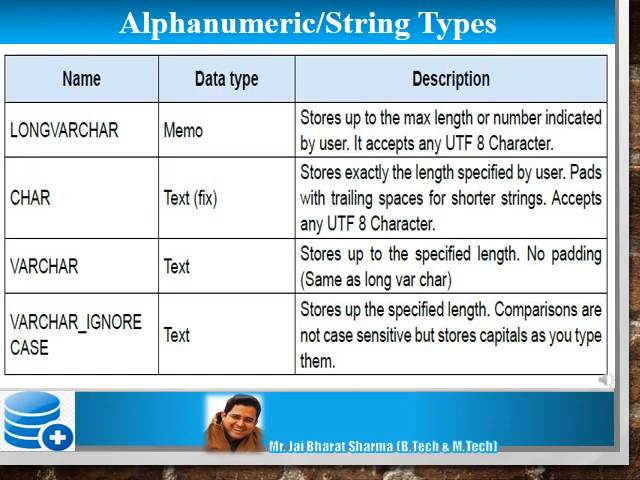 Alphanumeric/String Types
Name
Data type
Description
LONGVARCHAR
Memo
Stores up to the max length or number indicated
by user. It accepts any UTF 8 Character.
CHAR
Text (fix)
Stores exactly the length specified by user. Pads
with trailing spaces for shorter strings. Accepts
any UTF 8 Character.
VARCHAR
Text
Stores up to the specified length. No padding
(Same as long var char)
VARCHAR_IGNORE
CASE
Text
Stores up the specified length. Comparisons are
not case sensitive but stores capitals as you type
them.
Mr. Jai Bharat Sharma (B.Tech & M.Tech)